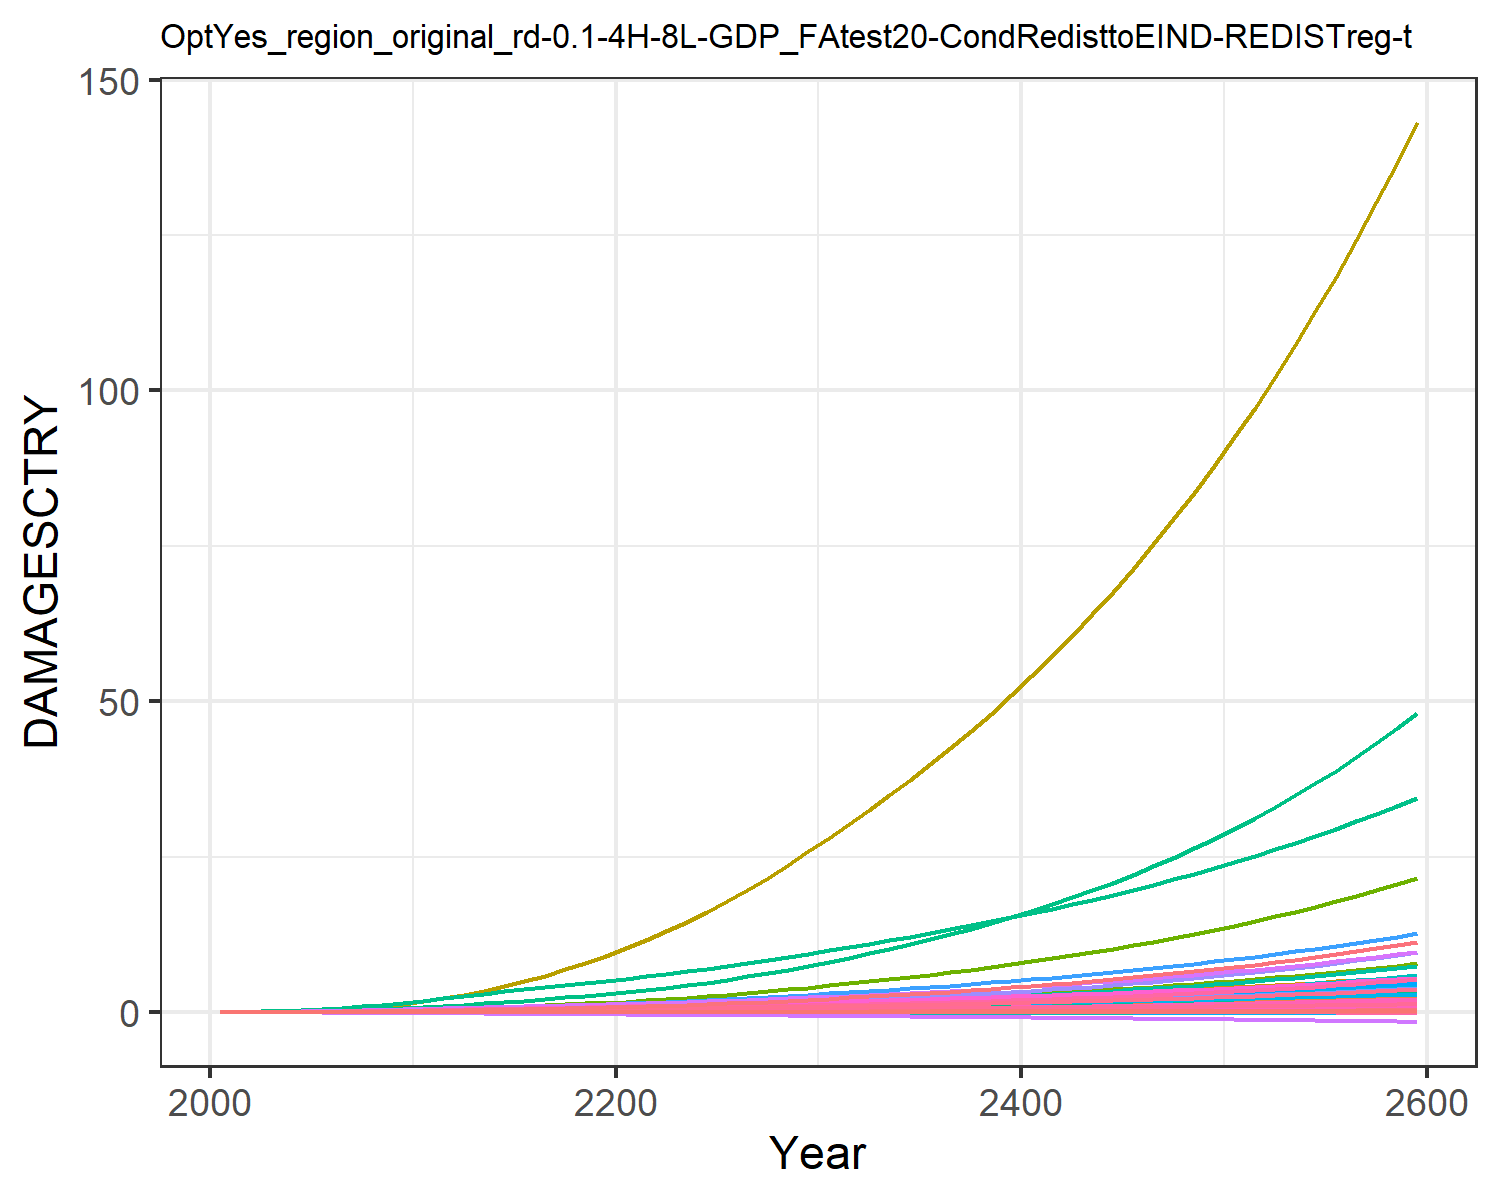 OptYes_region_original_rd-0.1-4H-8L-GDP_FAtest20-CondRedisttoEIND-REDISTreg-t
150
100
50
0
DAMAGESCTRY
2000 2200 2400 2600
Year